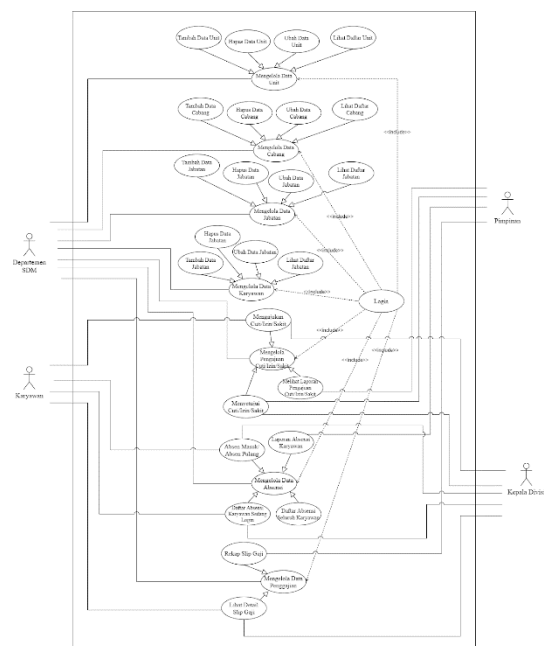 Tambah Data Unit
Hapus Data
Unit
Ubah Data
Unit
Lihat Daftar Unit
Mengelola Data
Unit
Tambah Data
Cabang
Hapus Data
Cabang
Ubah Data
Cabang
Lihat Daftar
Cabang
<<Include>>
Mengelola Data
Cabang
Tambah Data
Jabatan
Hapus Data
Jabatan
Ubah Data
Jabatan
Lihat Daftar
Jabatan
Mengelola Data
Jabatan
<<Include>>
Pimpinan
Departemen
SDM
Hapus Data
Jabatan
Ubah Data Jabatan
Tambah Data
Jabatan
Lihat Daftar
Jabatan
Mengelola Data
Karyawan
<<Include>>
Login
Mengajukan
Cuti/Izin/Sakit
<<Include>>
Mengelola
Pengajuan
Cuti/Izin/Sakit
<<Include>>
Karyawan
Melihat Laporan
Pengajuan
Cuti/Izin/Sakit
Cuti/Izin/Sakit
Absen Masuk/
Absen Pulang
Laporan Absensi
Karyawan
Mengelola Data
Absensi
Kepala Divisi
Daftar Absensi
Karyawan Sedang
Login
Daftar Absensi
Seluruh Karyawan
Rekap Slip Gaji
Mengelola Data
Penggajian
Lihat Detail
Slip Gaji